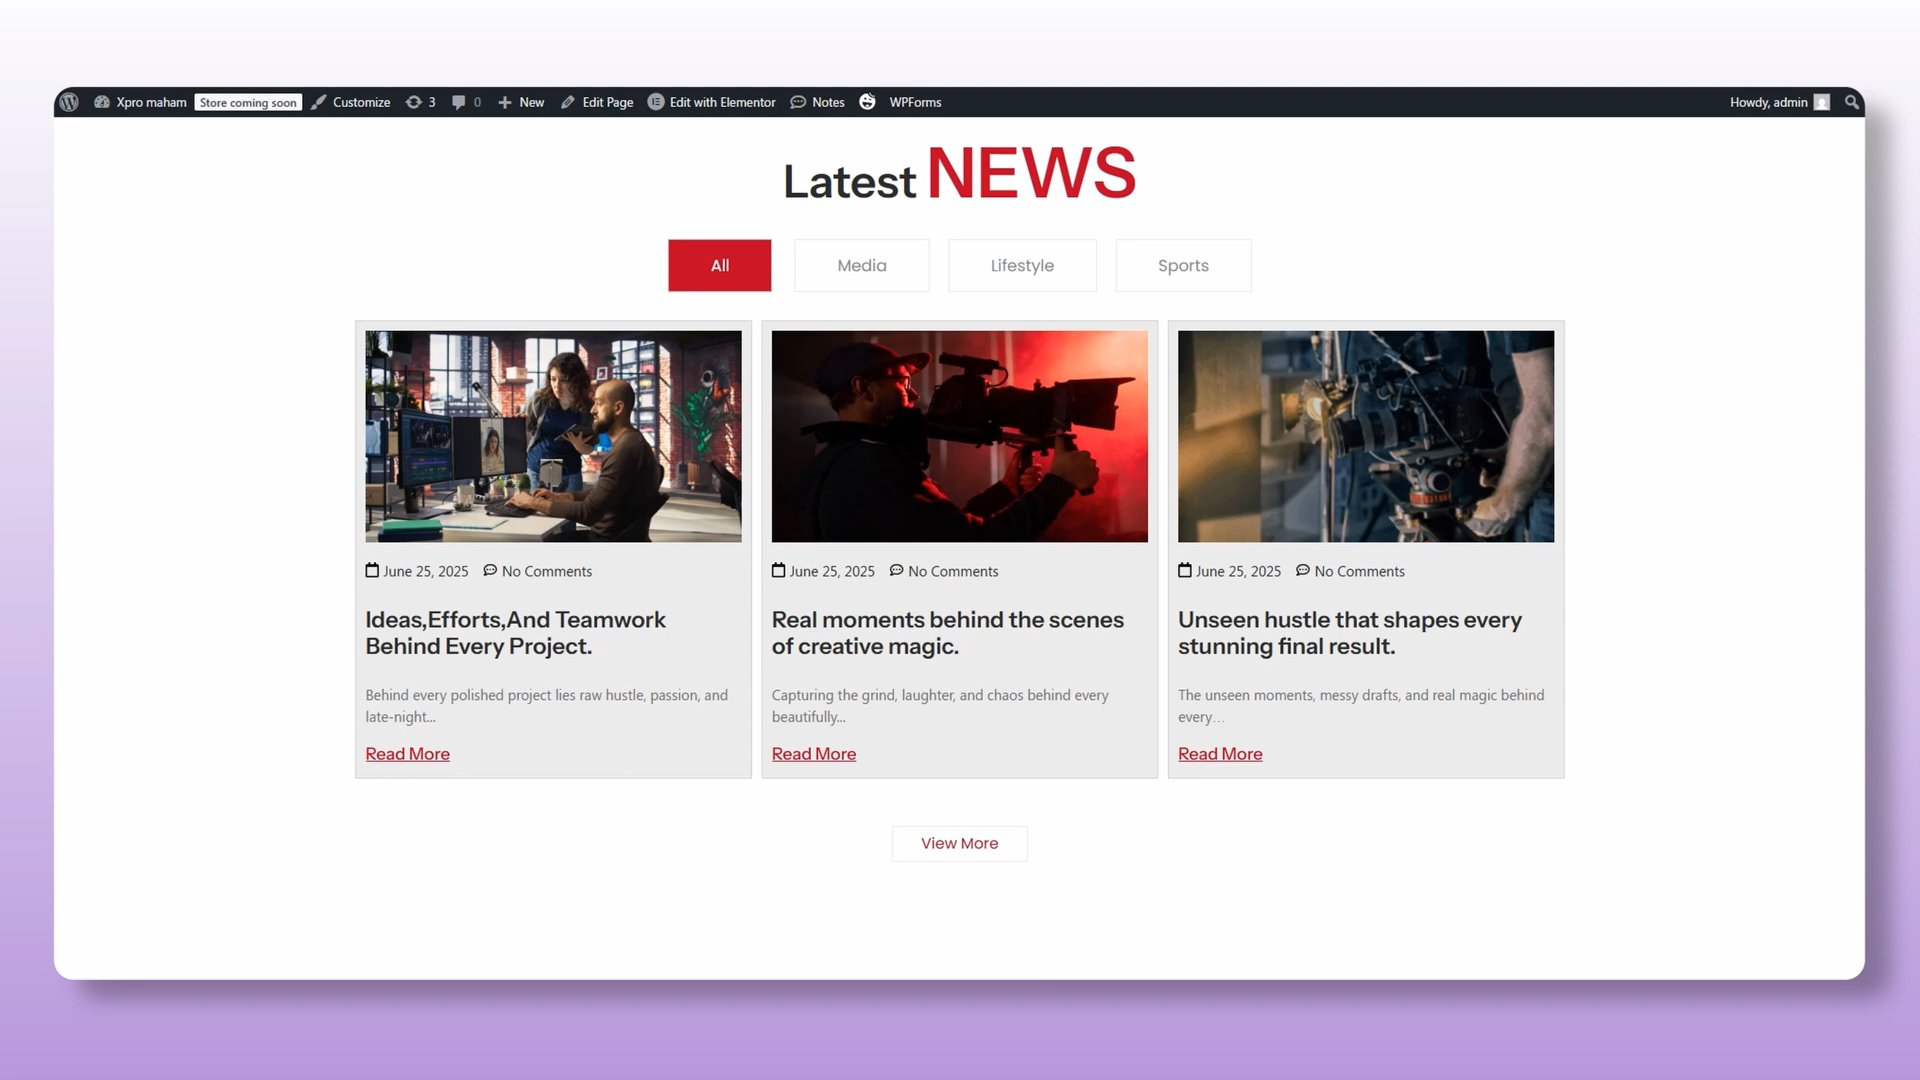 Xpro maham Store coming soon Customize 3 0 New Edit Page Edit with Elementor Notes WPForms Howdy, admin
Latest NEWS
All Media Lifestyle Sports
June 25, 2025 No Comments
Ideas,Efforts,And Teamwork
Behind Every Project.
Behind every polished project lies raw hustle, passion, and
late-night...
Read More
June 25, 2025 No Comments
Real moments behind the scenes
of creative magic.
Capturing the grind, laughter, and chaos behind every
beautifully...
Read More
June 25, 2025 No Comments
Unseen hustle that shapes every
stunning final result.
The unseen moments, messy drafts, and real magic behind
every...
Read More
View More